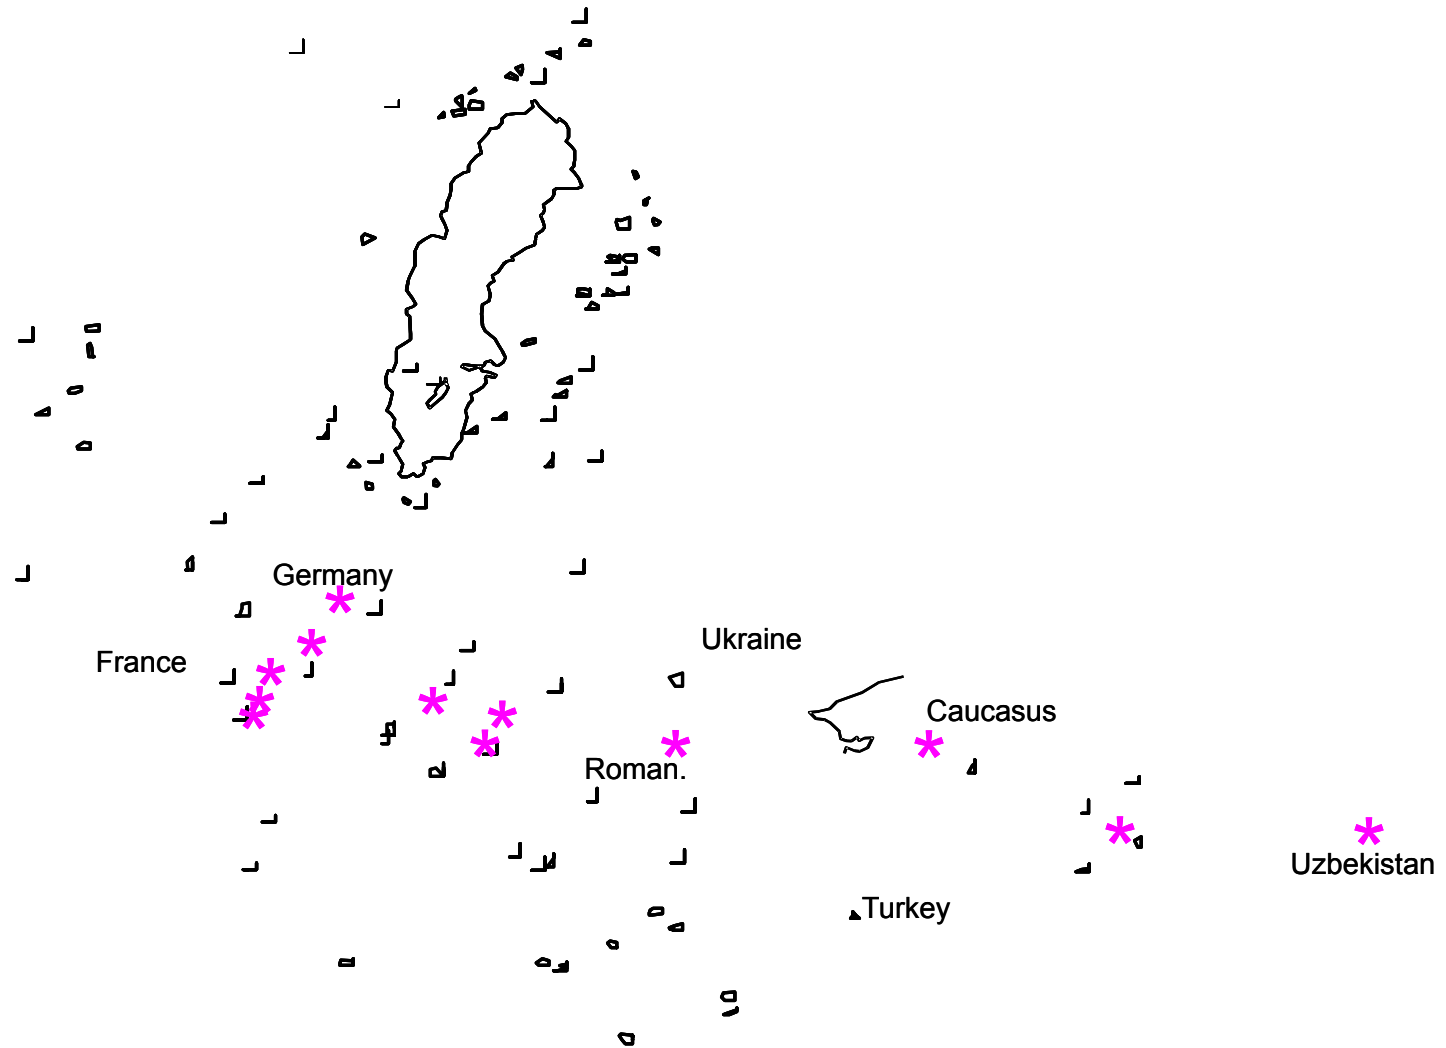 Germany
Ukraine
France
Caucasus
Roman.
Uzbekistan
Turkey